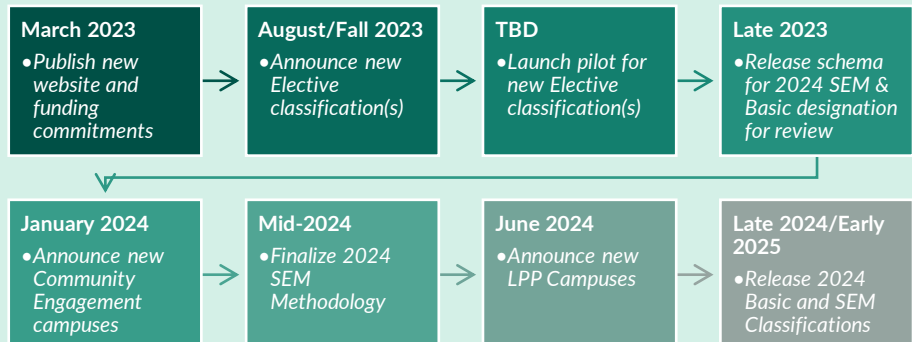 March 2023
•Publish new
website and
funding
commitments
August/Fall 2023
•Announce new
Elective
classification(s)
TBD
•Launch pilot for
new Elective
classification(s)
Late 2023
•Release schema
for 2024 SEM &
Basic designation
for review
January 2024
•Announce new
Community
Engagement
campuses
Mid-2024
•Finalize 2024
SEM
Methodology
June 2024
•Announce new
LPP Campuses
Late 2024/Early
2025
•Release 2024
Basic and SEM
Classifications